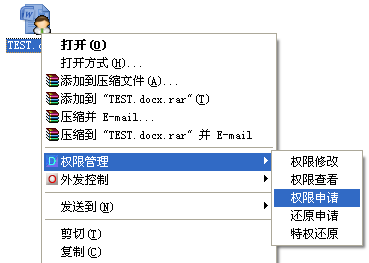 TEST.d
打开(O)
打开方式(H)...
添加到压缩文件(A)...
添加到 "TEST.docx.rar"(T)
压缩并 E-mail...
压缩到 "TEST.docx.rar" 并 E-mail
权限管理
外发控制
发送到(N)
剪切(T)
复制(C)
权限修改
权限查看
权限申请
还原申请
特权还原